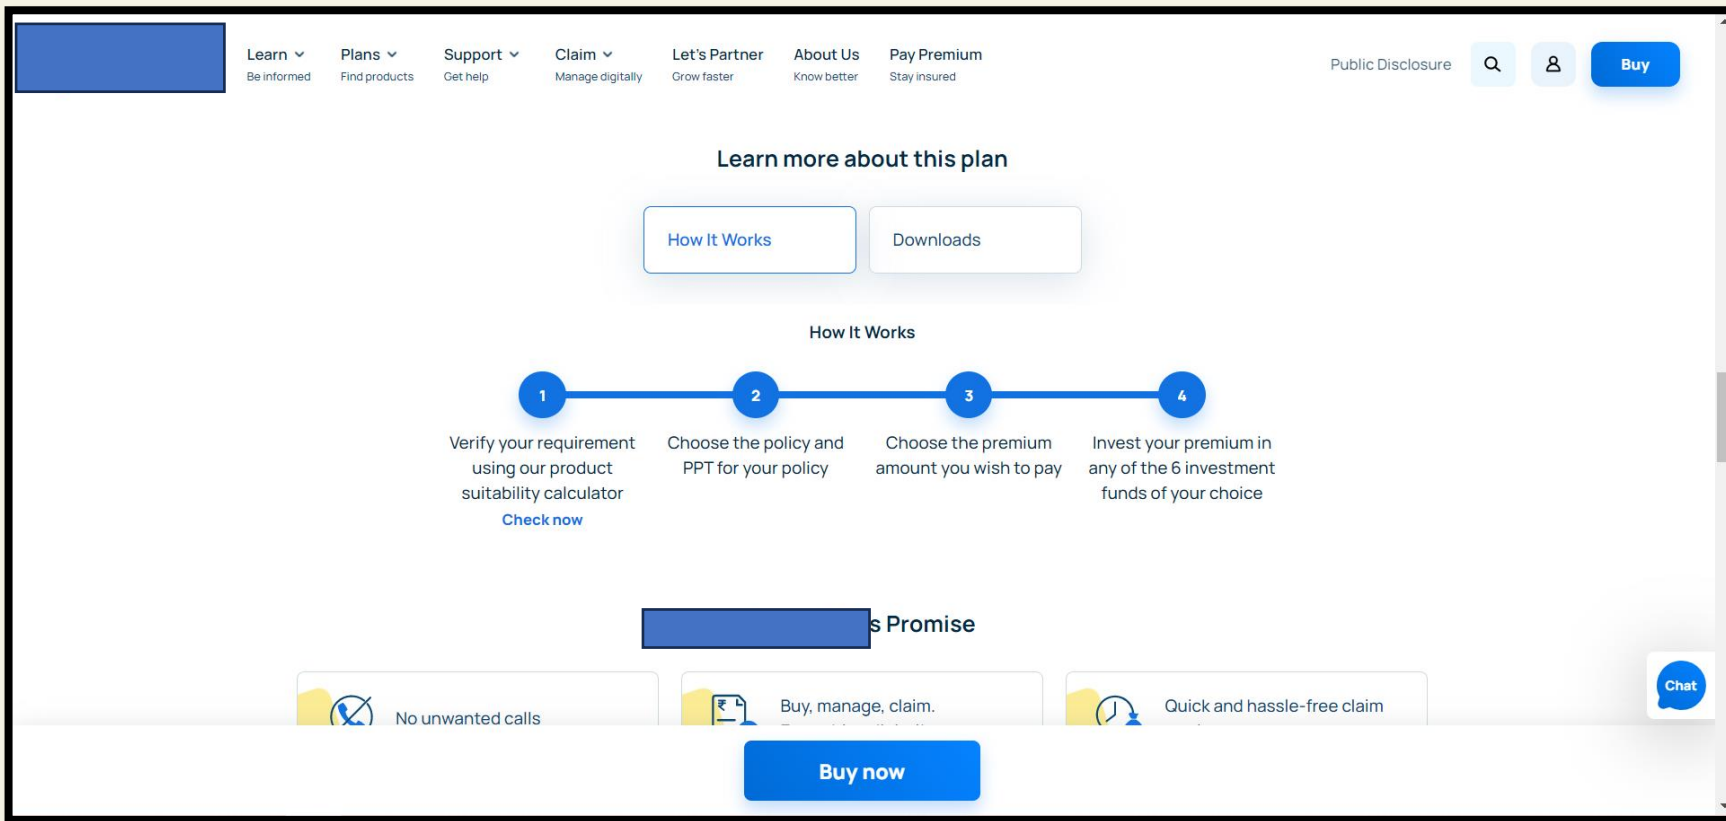 Learn
Be informed
Plans
Find products
Support
Get help
Claim
Manage digitally
Let's Partner
Grow faster
About Us
Know better
Pay Premium
Stay insured
Public Disclosure
Buy
Learn more about this plan
How It Works
Downloads
How It Works
1
2
3
4
Verify your requirement
using our product
suitability calculator
Check now
Choose the policy and
PPT for your policy
Choose the premium
amount you wish to pay
Invest your premium in
any of the 6 investment
funds of your choice
s Promise
No unwanted calls
₹
Buy, manage, claim.
Quick and hassle-free claim
Chat
Buy now